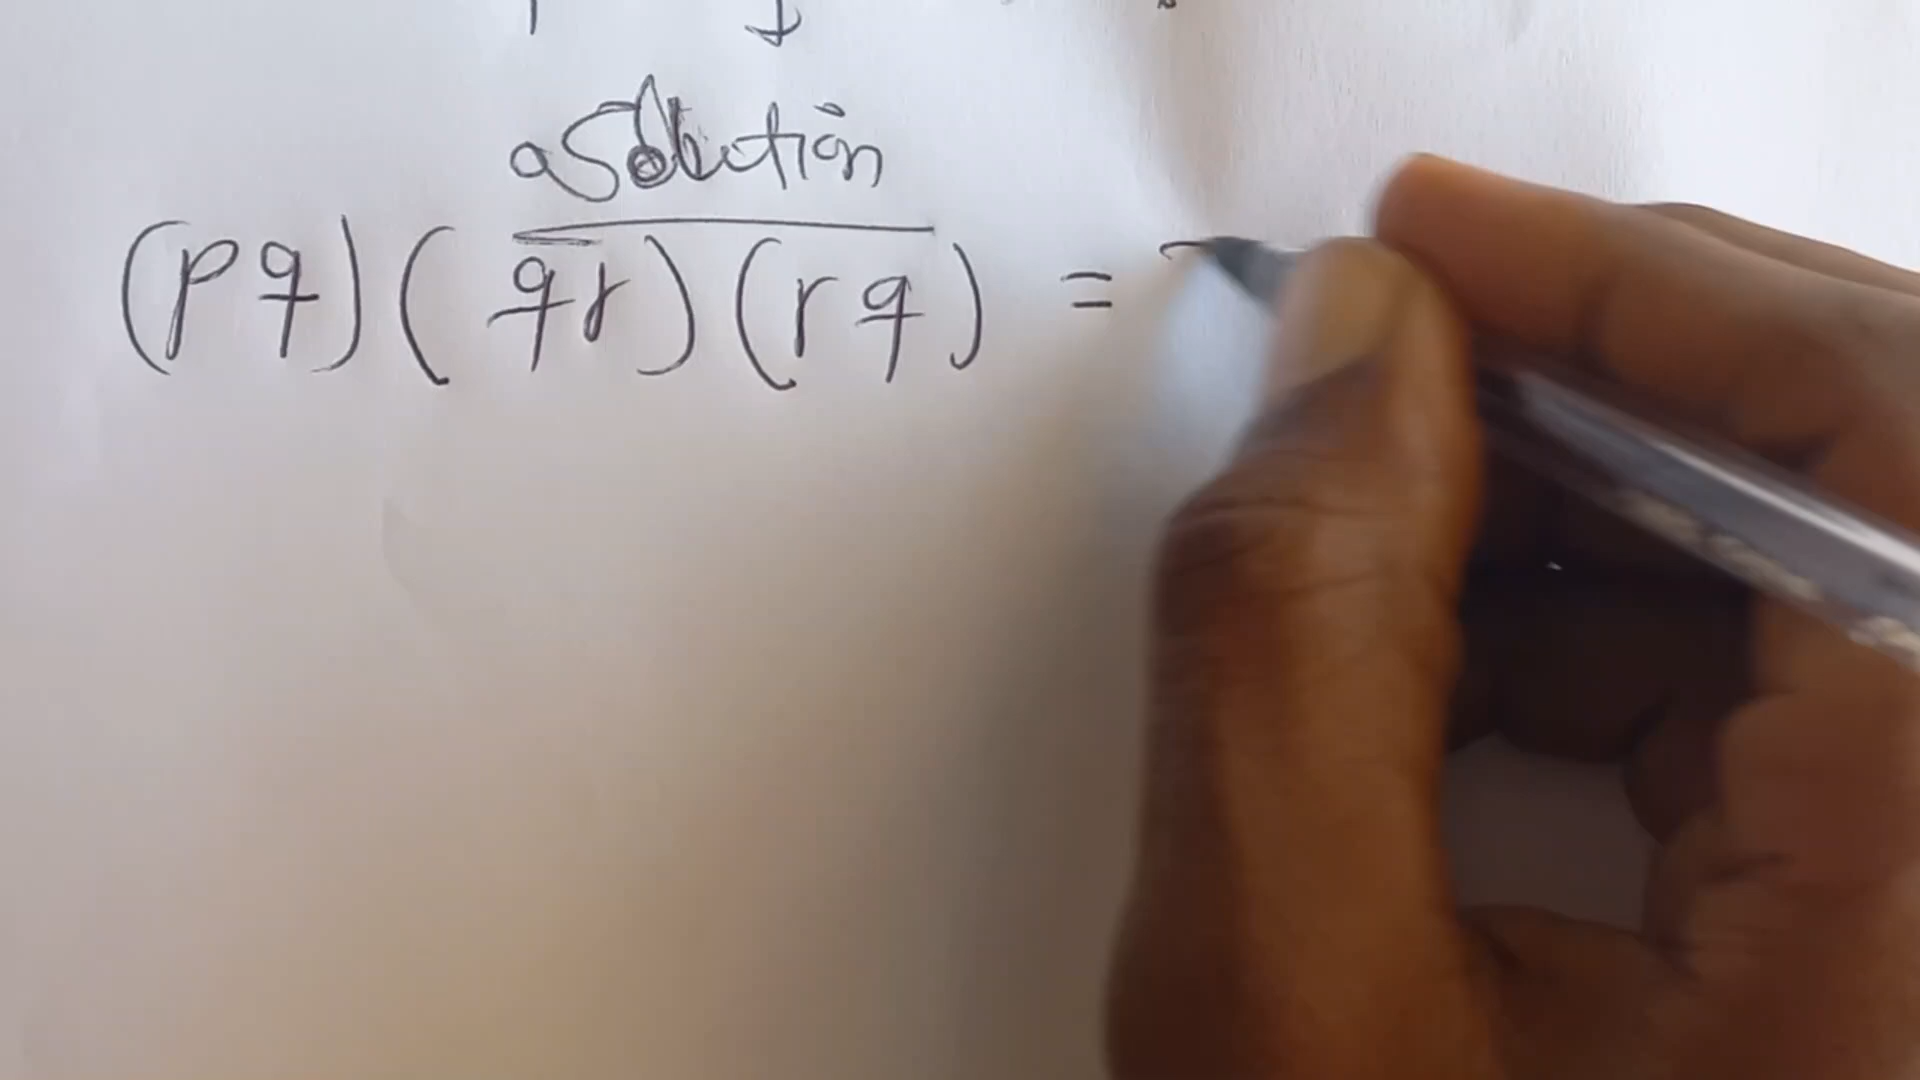 Solution
(pq)(qr)(rq) =